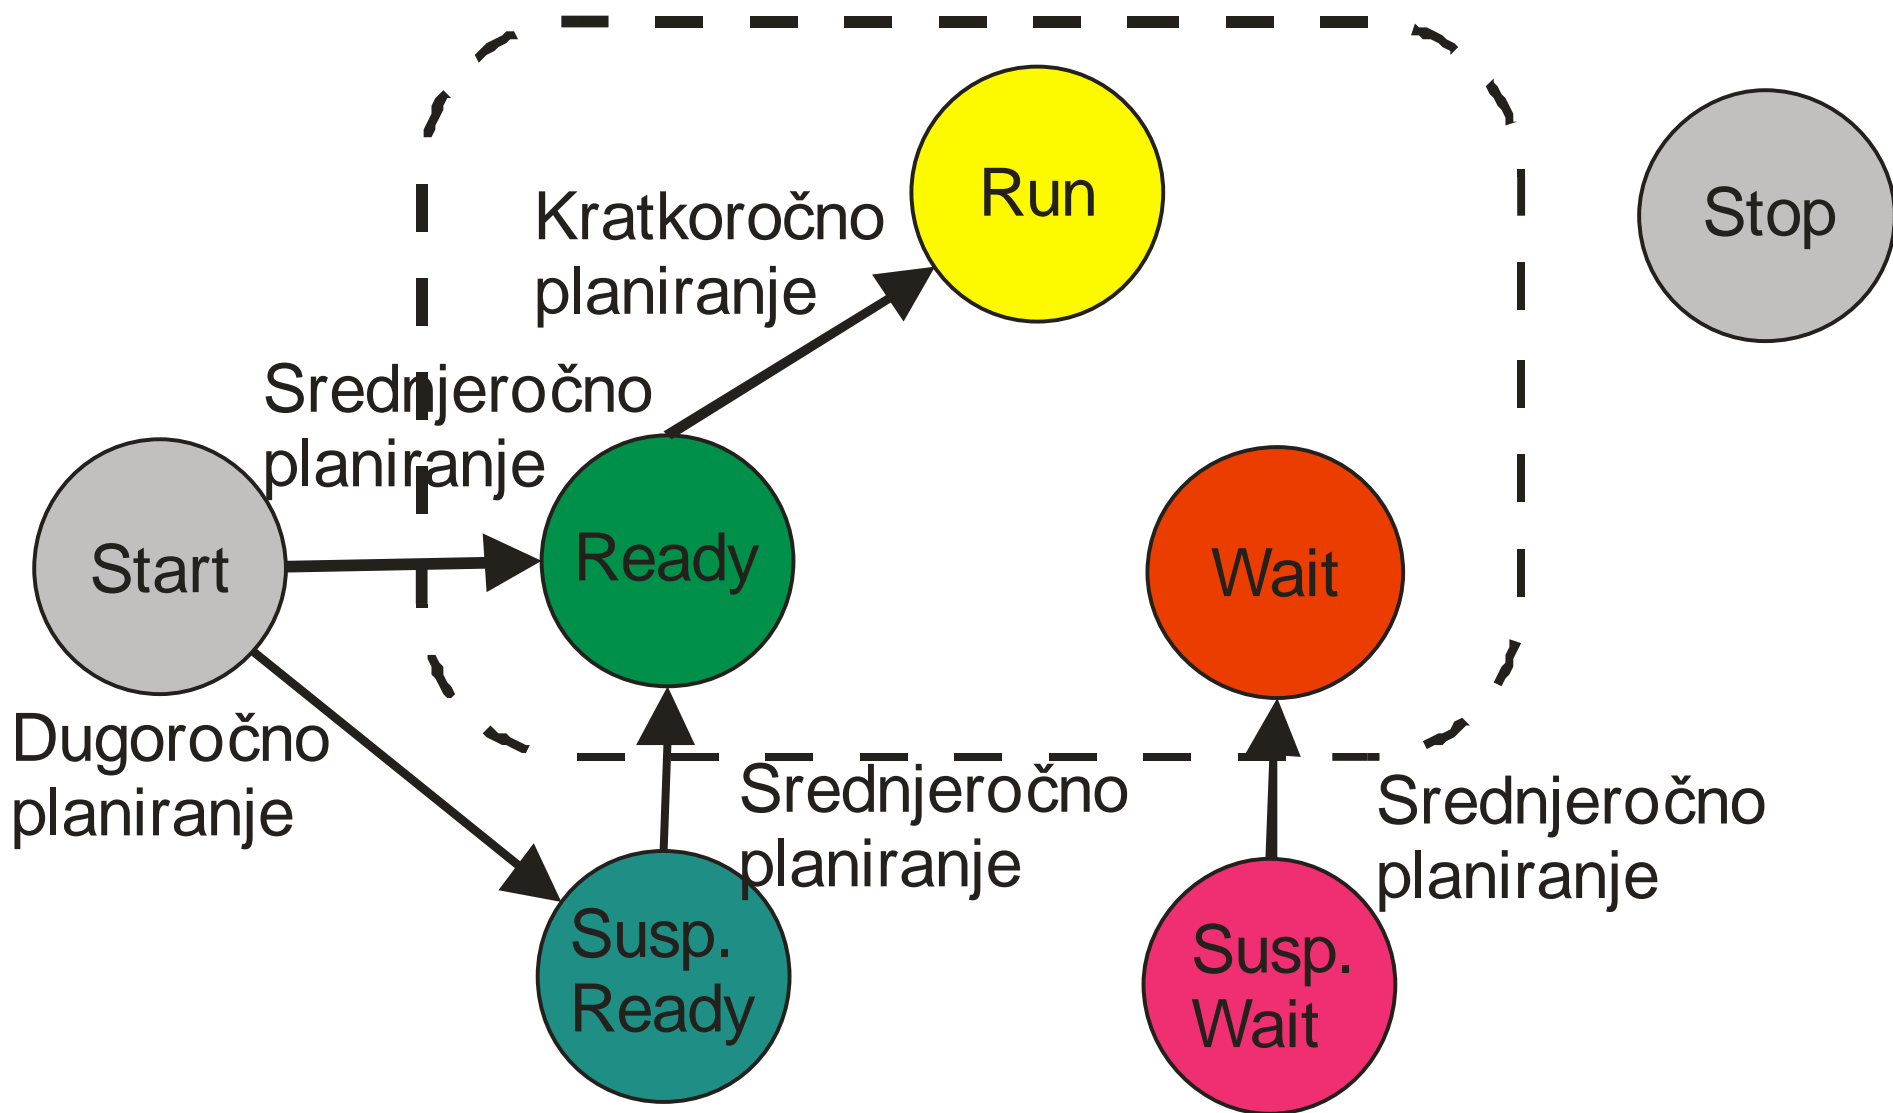 Run
Stop
Kratkoročno
planiranje
Srednjeročno
planiranje
Start
Ready
Wait
Dugoročno
planiranje
Srednjeročno
planiranje
Srednjeročno
planiranje
Susp.
Ready
Susp.
Wait